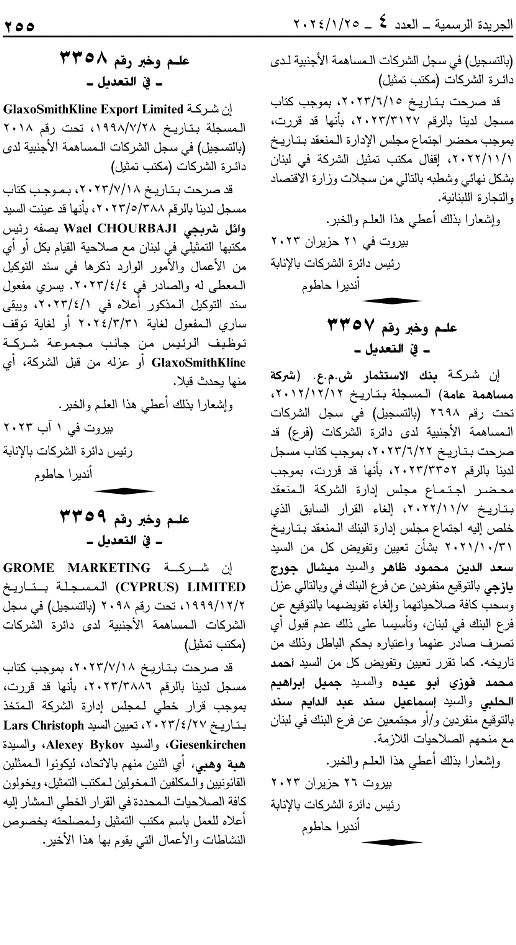 الجريدة الرسمية ـ العدد ٤ ـ ٢٠٢٤/١/٢٥
٢٥٥
(بالتسجيل) في سجل الشركات المساهمة الأجنبية لدى
دائرة الشركات (مكتب تمثيل)
قد صرحت بتاريخ ٢٠٢٣/٦/١٥، بموجب كتاب
مسجل لدينا بالرقم ٢٠٢٣/٣١٢٧، بأنها قد قررت،
بموجب محضر اجتماع مجلس الإدارة المنعقد بتاريخ
٢٠٢٢/١١/١، إقفال مكتب تمثيل الشركة في لبنان
بشكل نهائي وشطبه بالتالي من سجلات وزارة الاقتصاد
والتجارة اللبنانية.
وإشعارا بذلك أعطي هذا العلم والخبر.
بيروت في ٢١ حزيران ٢٠٢٣
رئيس دائرة الشركات بالإنابة
أنديرا حاطوم
علم وخبر رقم ٣٣٥٧
ـ في التعديل ـ
إن شركة بنك الاستثمار ش.م.ع. (شركة
مساهمة عامة) المسجلة بتاريخ ٢٠١٢/١٢/١٢،
تحت رقم ٢٦٩٨ (بالتسجيل) في سجل الشركات
المساهمة الأجنبية لدى دائرة الشركات (فرع) قد
صرحت بتاريخ ٢٠٢٣/٦/٢٢، بموجب كتاب مسجل
لدينا بالرقم ٢٠٢٣/٣٣٥٢، بأنها قد قررت، بموجب
محضر اجتماع مجلس إدارة الشركة المنعقد
بتاريخ ٢٠٢٢/١١/٧، إلغاء القرار السابق الذي
خلص إليه اجتماع مجلس إدارة البنك المنعقد بتاريخ
٢٠٢١/١٠/٣١ بشأن تعيين وتفويض كل من السيد
سعد الدين محمود ظاهر والسيد ميشال جورج
يازجي بالتوقيع منفردين عن فرع البنك في وبالتالي عزل
وسحب كافة صلاحياتهما وإلغاء تفويضهما بالتوقيع عن
فرع البنك في لبنان، وتأسيسا على ذلك عدم قبول أي
تصرف صادر عنهما واعتباره بحكم الباطل وذلك من
تاريخه. كما تقرر تعيين وتفويض كل من السيد أحمد
محمد فوزي أبو عيده والسيد جميل إبراهيم
الحلبي والسيد إسماعيل سند عبد الدايم سند
بالتوقيع منفردين و/أو مجتمعين عن فرع البنك في لبنان
مع منحهم الصلاحيات اللازمة.
وإشعارا بذلك أعطي هذا العلم والخبر.
بيروت ٢٦ حزيران ٢٠٢٣
رئيس دائرة الشركات بالإنابة
أنديرا حاطوم
علم وخبر رقم ٣٣٥٨
ـ في التعديل ـ
إن شركة GlaxoSmithKline Export Limited
المسجلة بتاريخ ١٩٩٨/٧/٢٨، تحت رقم ٢٠١٨
(بالتسجيل) في سجل الشركات المساهمة الأجنبية لدى
دائرة الشركات (مكتب تمثيل)
قد صرحت بتاريخ ٢٠٢٣/٧/١٨، بموجب كتاب
مسجل لدينا بالرقم ٢٠٢٣/٥/٣٨٨، بأنها قد عينت السيد
وائل شربجي Wael CHOURBAJI بصفه رئيس
مكتبها التمثيلي في لبنان مع صلاحية القيام بكل أو أي
من الأعمال والأمور الوارد ذكرها في سند التوكيل
المعطى له والصادر في ٢٠٢٣/٤/٤. يسري مفعول
سند التوكيل المذكور أعلاه في ٢٠٢٣/٤/١، ويبقى
ساري المفعول لغاية ٢٠٢٤/٣/٣١ أو لغاية توقف
توظيف الرئيس من جانب مجموعة شركة
GlaxoSmithKline أو عزله من قبل الشركة، أي
منها يحدث قبلا.
وإشعارا بذلك أعطي هذا العلم والخبر.
بيروت في ١ آب ٢٠٢٣
رئيس دائرة الشركات بالإنابة
أنديرا حاطوم
علم وخبر رقم ٣٣٥٩
ـ في التعديل ـ
إن شركة GROME MARKETING
(CYPRUS) LIMITED المسجلة بتاريخ
١٩٩٩/١٢/٢، تحت رقم ٢٠٩٨ (بالتسجيل) في سجل
الشركات المساهمة الأجنبية لدى دائرة الشركات
(مكتب تمثيل)
قد صرحت بتاريخ ٢٠٢٣/٧/١٨، بموجب كتاب
مسجل لدينا بالرقم ٢٠٢٣/٣٨٨٦، بأنها قد قررت،
بموجب قرار خطي لمجلس إدارة الشركة المتخذ
بتاريخ ٢٠٢٣/٤/٢٧، تعيين السيد Lars Christoph
Giesenkirchen، والسيد Alexey Bykov، والسيدة
هبة وهبي، أي اثنين منهم بالاتحاد، ليكونوا الممثلين
القانونيين والمكلفين المخولين لمكتب التمثيل، ويخولون
كافة الصلاحيات المحددة في القرار الخطي المشار إليه
أعلاه للعمل باسم مكتب التمثيل ولمصلحته بخصوص
النشاطات والأعمال التي يقوم بها هذا الأخير.